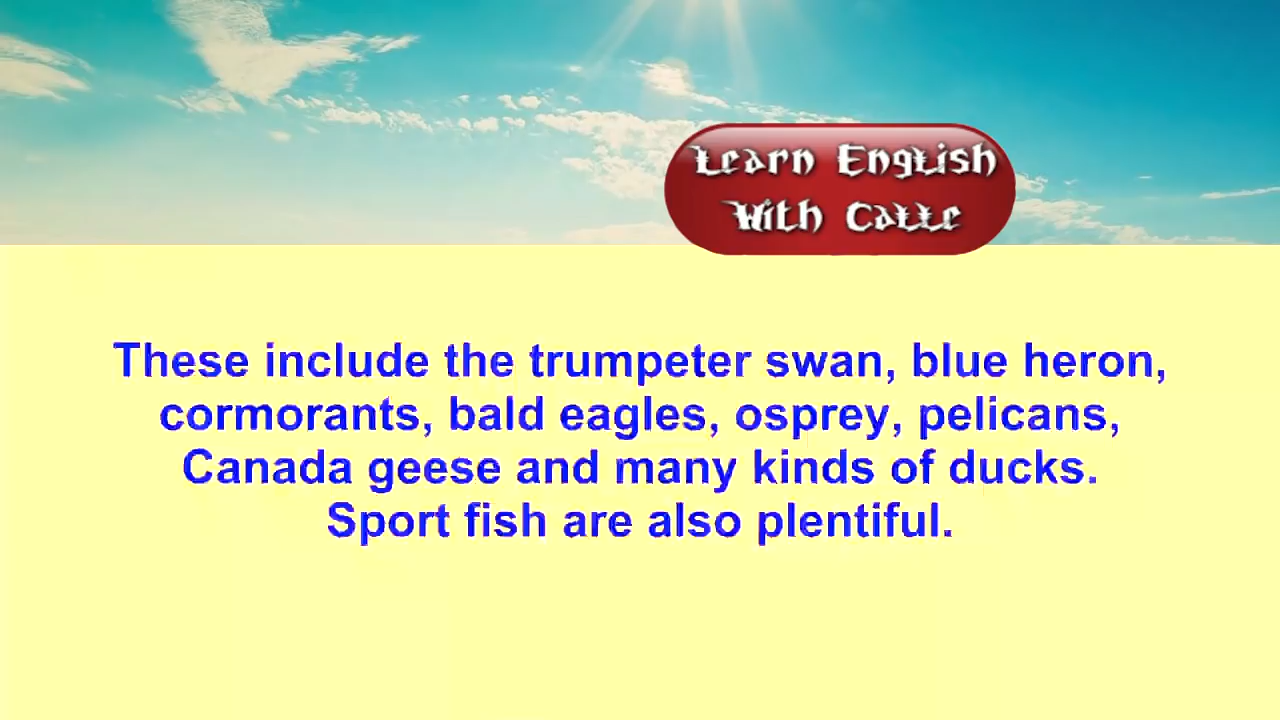 Learn English
With Catte
These include the trumpeter swan, blue heron,
cormorants, bald eagles, osprey, pelicans,
Canada geese and many kinds of ducks.
Sport fish are also plentiful.